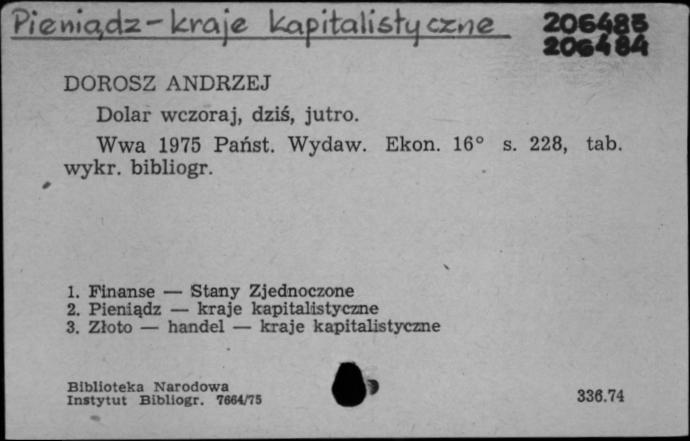 Pieniądz - kraje kapitalistyczne 206485
206484
DOROSZ ANDRZEJ
Dolar wczoraj, dziś, jutro.
Wwa 1975 Państ. Wydaw. Ekon. 16° s. 228, tab.
wykr. bibliogr.
1. Finanse — Stany Zjednoczone
2. Pieniądz — kraje kapitalistyczne
3. Złoto — handel — kraje kapitalistyczne
Biblioteka Narodowa
Instytut Bibliogr. 7664/75
336.74